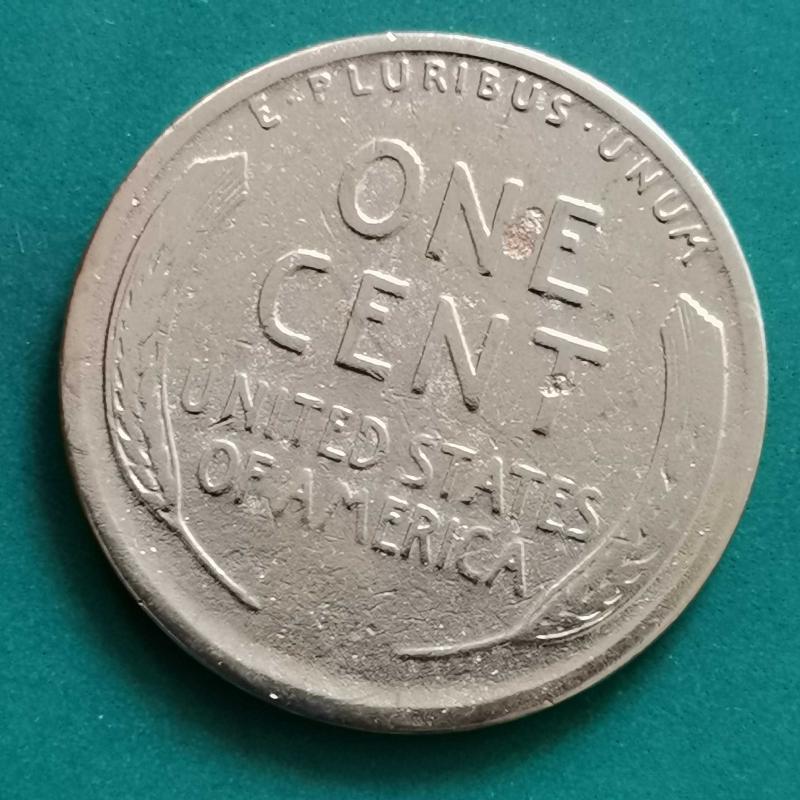 E·PLURIBUS·UNUM
ONE
CENT
UNITED STATES
OF AMERICA